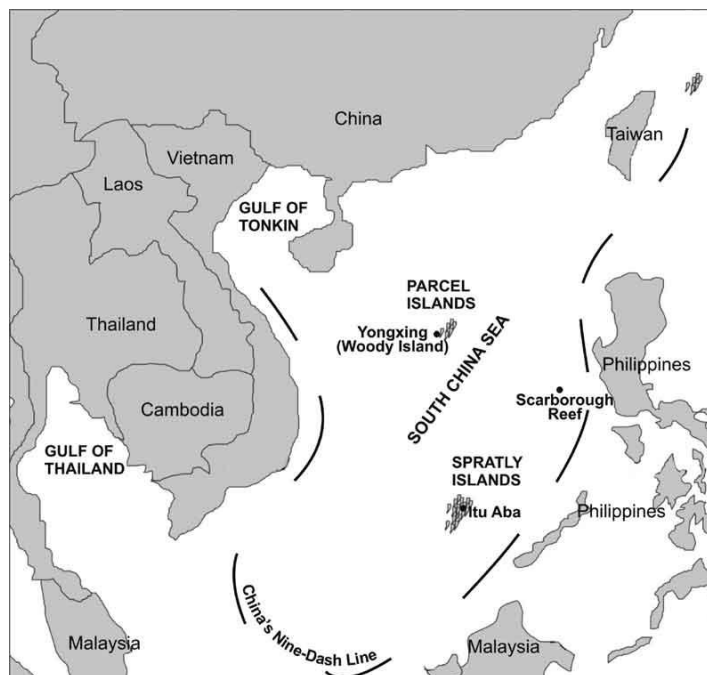 China
Taiwan
Vietnam
Laos
GULF OF
TONKIN
PARCEL
ISLANDS
Yongxing
(Woody Island)
SOUTH CHINA SEA
Thailand
Philippines
Cambodia
Scarborough
Reef
GULF OF
THAILAND
SPRATLY
ISLANDS
Itu Aba
Philippines
China's Nine-Dash Line
Malaysia
Malaysia